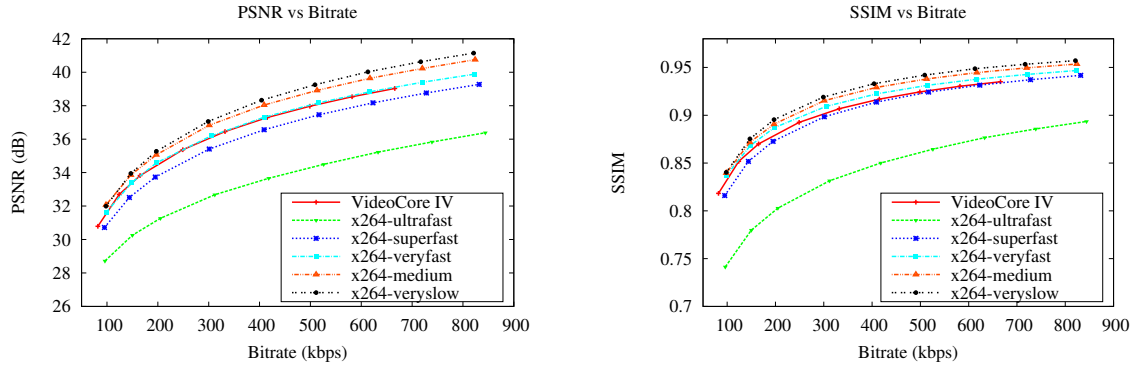 PSNR vs Bitrate
PSNR (dB)
42
40
38
36
34
32
30
28
26
VideoCore IV
x264-ultrafast
x264-superfast
x264-veryfast
x264-medium
x264-veryslow
100 200 300 400 500 600 700 800 900
Bitrate (kbps)
SSIM vs Bitrate
SSIM
0.95
0.9
0.85
0.8
0.75
0.7
VideoCore IV
x264-ultrafast
x264-superfast
x264-veryfast
x264-medium
x264-veryslow
100 200 300 400 500 600 700 800 900
Bitrate (kbps)